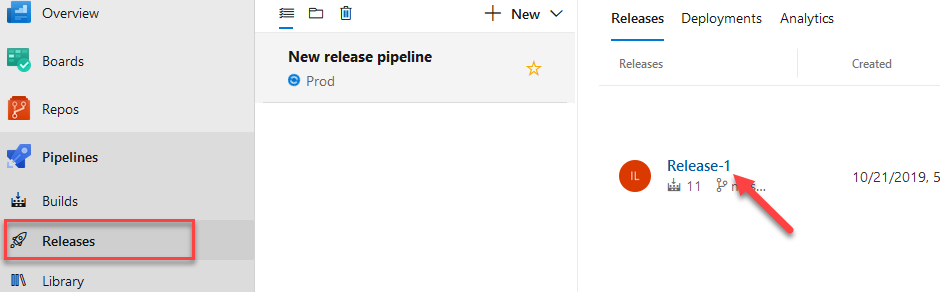 Overview
Boards
Repos
Pipelines
Builds
Releases
Library
New
New release pipeline
Prod
Releases Deployments Analytics
Releases Created
Release-1
IL
11
10/21/2019, 5